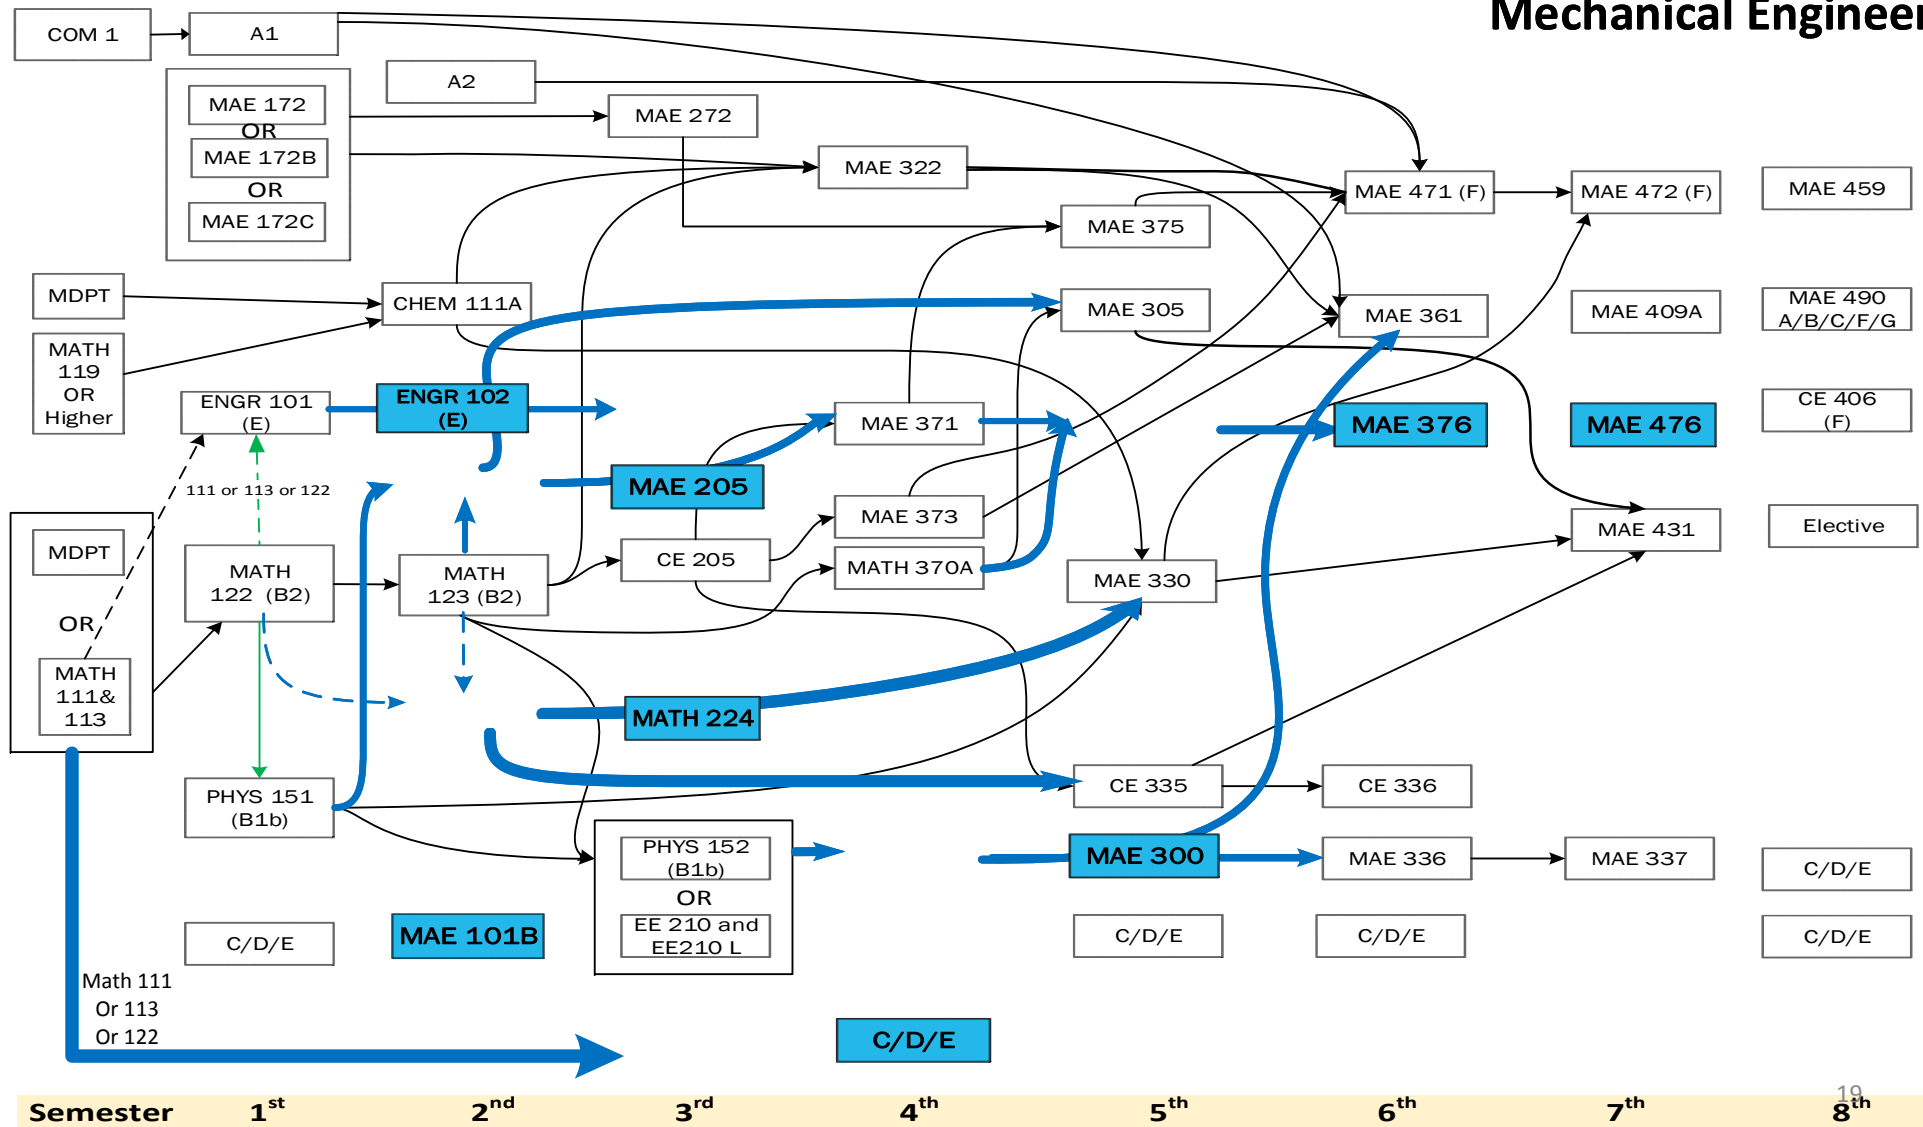 Mechanical Engineer
COM 1
A1
A2
MAE 172
OR
MAE 172B
OR
MAE 172C
MAE 272
MAE 322
MAE 471 (F)
MAE 472 (F)
MAE 459
MAE 375
MDPT
CHEM 111A
MAE 305
MAE 361
MAE 409A
MAE 490
A/B/C/F/G
MATH
119
OR
Higher
ENGR 101
(E)
ENGR 102
(E)
MAE 371
MAE 376
MAE 476
CE 406
(F)
111 or 113 or 122
MAE 205
MAE 373
MAE 431
Elective
MDPT
OR
MATH
111&
113
MATH
122 (B2)
MATH
123 (B2)
CE 205
MATH 370A
MAE 330
MATH 224
PHYS 151
(B1b)
CE 335
CE 336
PHYS 152
(B1b)
OR
EE 210 and
EE210 L
MAE 300
MAE 336
MAE 337
C/D/E
C/D/E
MAE 101B
C/D/E
C/D/E
C/D/E
Math 111
Or 113
Or 122
C/D/E
19
Semester 1st 2nd 3rd 4th 5th 6th 7th 8th